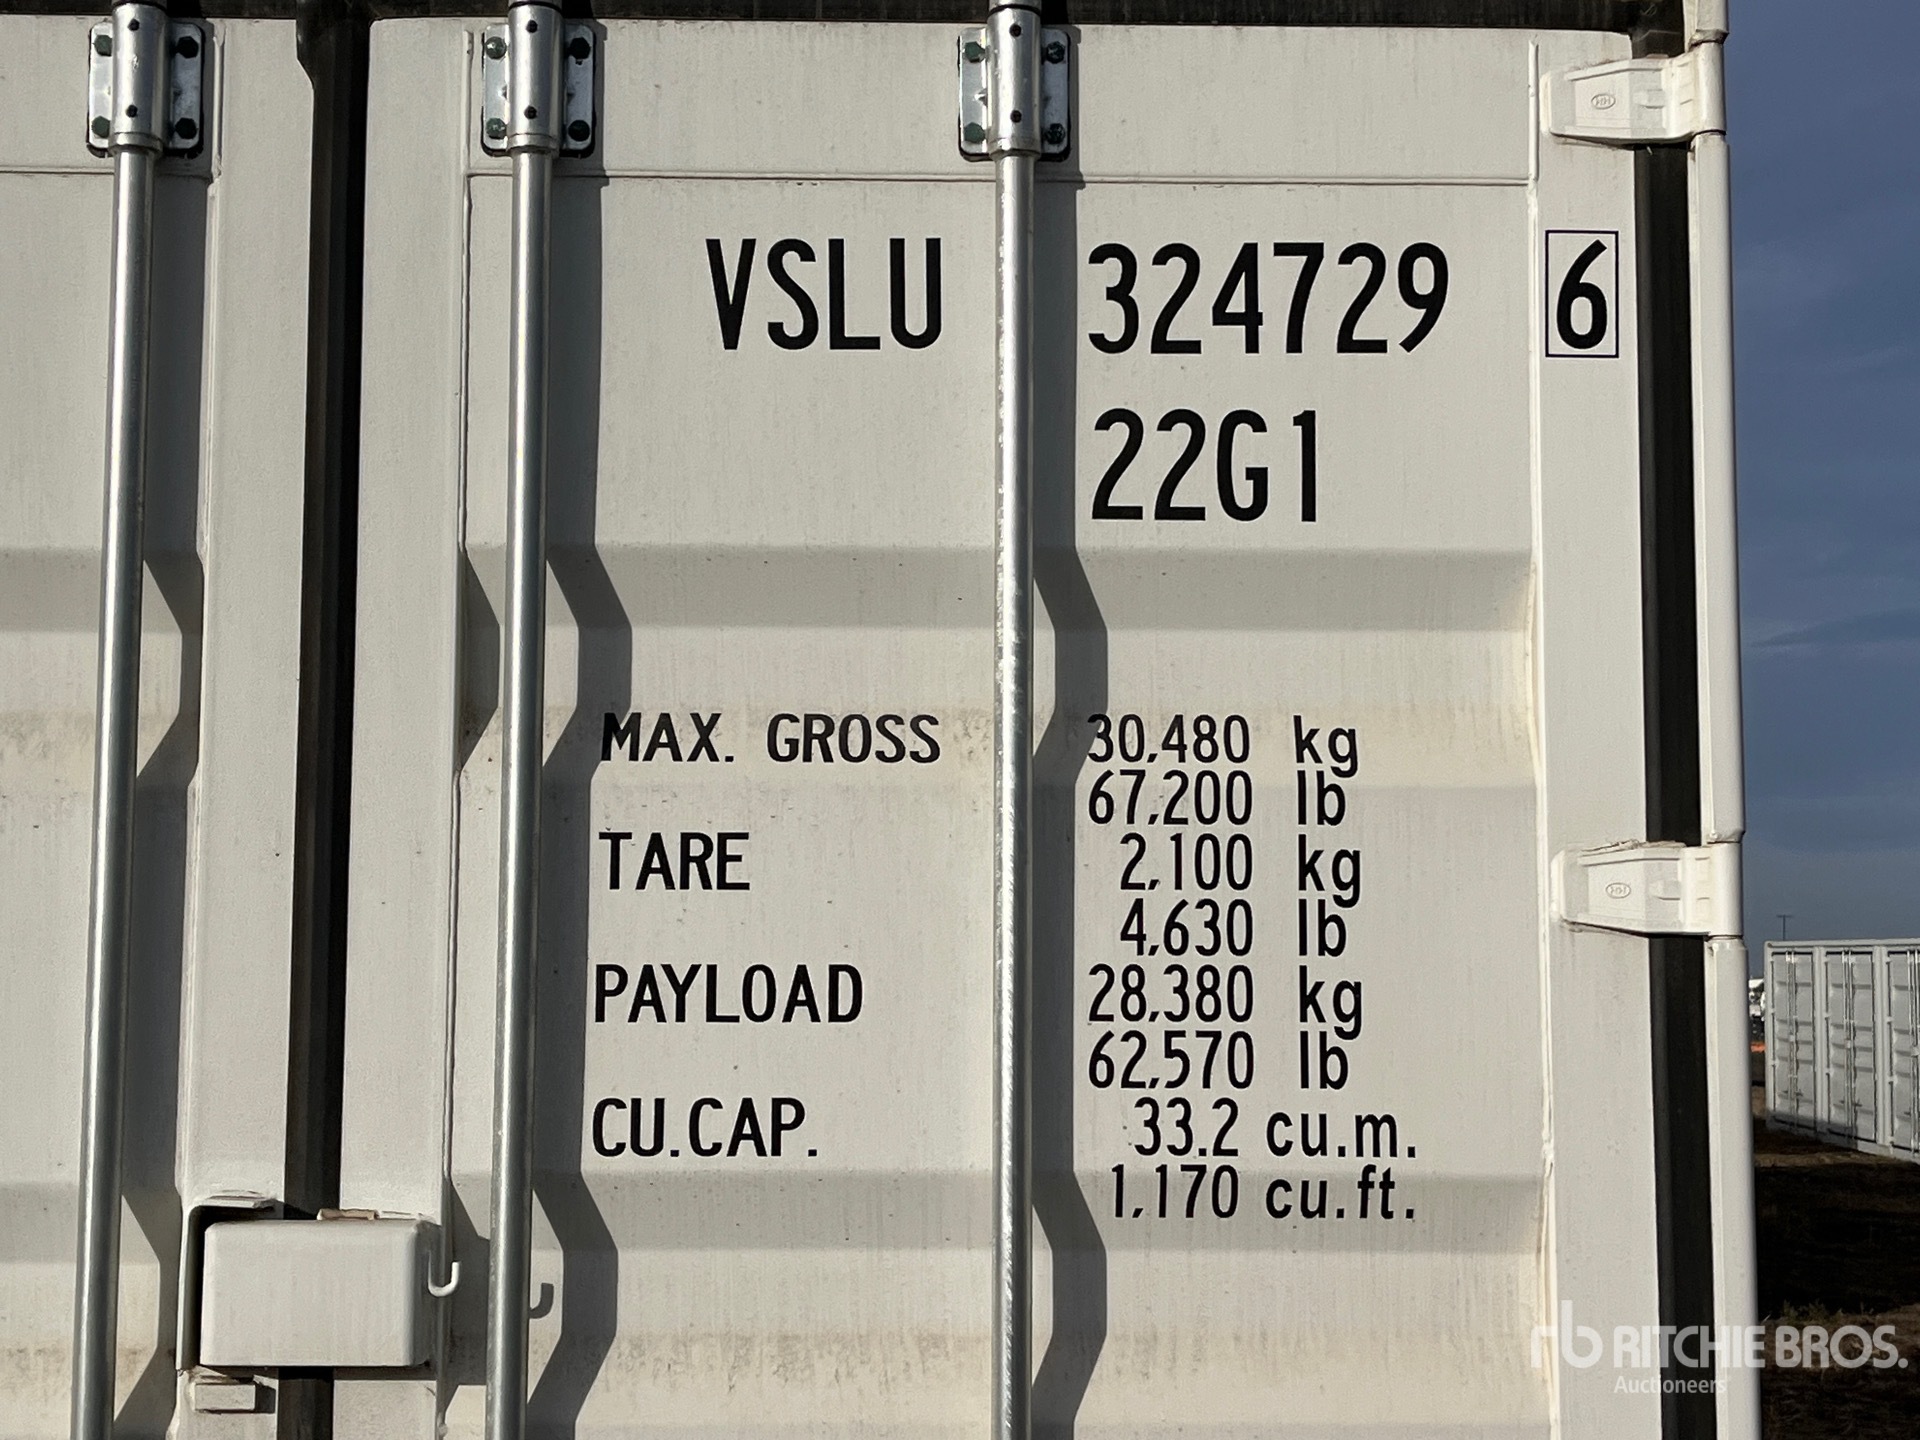 VSLU 324729 6
22G1
MAX. GROSS 30,480 kg
67,200 lb
TARE 2,100 kg
4,630 lb
PAYLOAD 28,380 kg
62,570 lb
CU.CAP. 33.2 cu.m.
1,170 cu.ft.
rb RITCHIE BROS.
Auctioneers